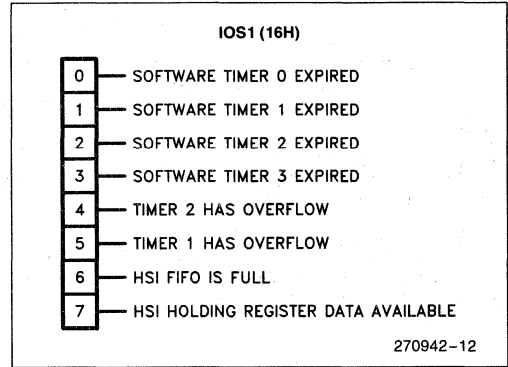 IOS1 (16H)
0 SOFTWARE TIMER 0 EXPIRED
1 SOFTWARE TIMER 1 EXPIRED
2 SOFTWARE TIMER 2 EXPIRED
3 SOFTWARE TIMER 3 EXPIRED
4 TIMER 2 HAS OVERFLOW
5 TIMER 1 HAS OVERFLOW
6 HSI FIFO IS FULL
7 HSI HOLDING REGISTER DATA AVAILABLE
270942-12